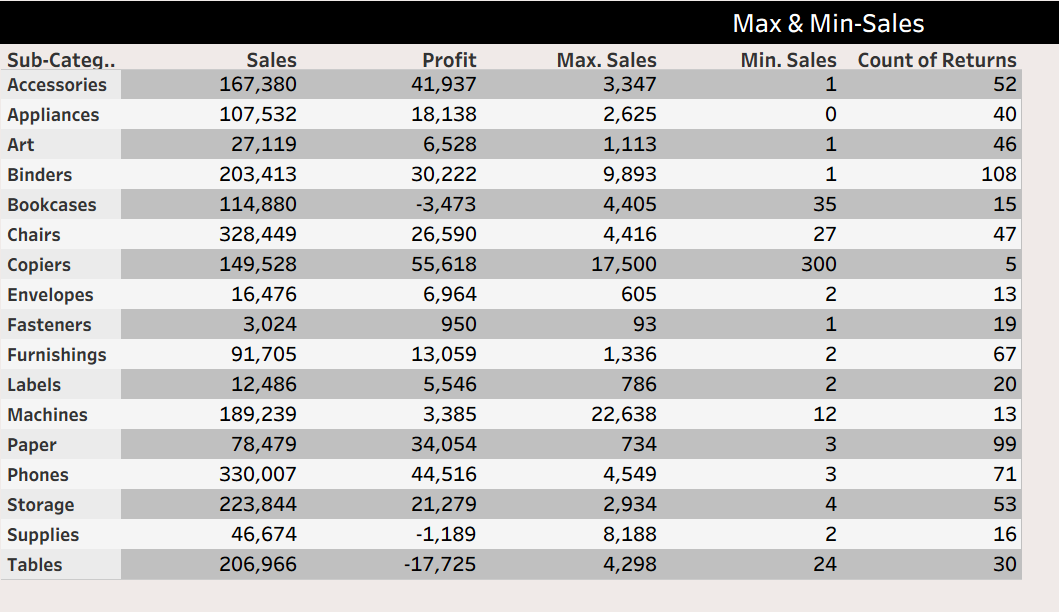 Max & Min-Sales
Sub-Categ.. Sales Profit Max. Sales Min. Sales Count of Returns
Accessories 167,380 41,937 3,347 1 52
Appliances 107,532 18,138 2,625 0 40
Art 27,119 6,528 1,113 1 46
Binders 203,413 30,222 9,893 1 108
Bookcases 114,880 -3,473 4,405 35 15
Chairs 328,449 26,590 4,416 27 47
Copiers 149,528 55,618 17,500 300 5
Envelopes 16,476 6,964 605 2 13
Fasteners 3,024 950 93 1 19
Furnishings 91,705 13,059 1,336 2 67
Labels 12,486 5,546 786 2 20
Machines 189,239 3,385 22,638 12 13
Paper 78,479 34,054 734 3 99
Phones 330,007 44,516 4,549 3 71
Storage 223,844 21,279 2,934 4 53
Supplies 46,674 -1,189 8,188 2 16
Tables 206,966 -17,725 4,298 24 30